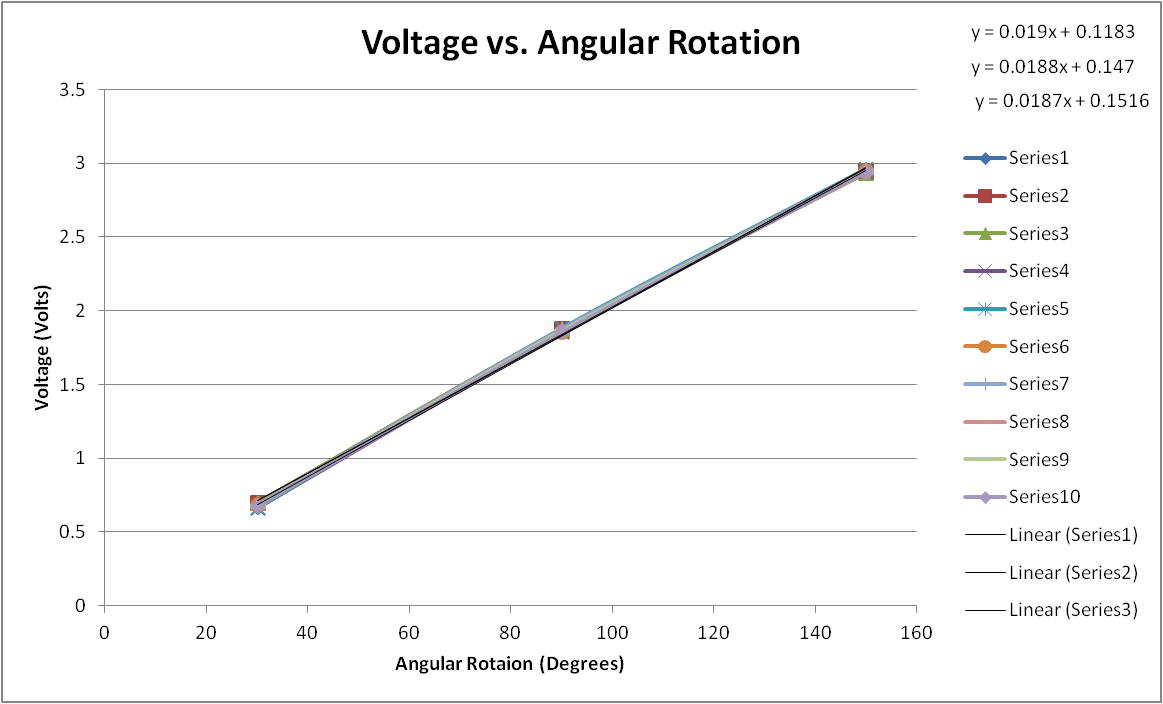 Voltage vs. Angular Rotation
y = 0.019x + 0.1183
y = 0.0188x + 0.147
y = 0.0187x + 0.1516
3.5
3
2.5
2
1.5
1
0.5
0
Voltage (Volts)
0 20 40 60 80 100 120 140 160
Angular Rotaion (Degrees)
Series1
Series2
Series3
Series4
Series5
Series6
Series7
Series8
Series9
Series10
Linear (Series1)
Linear (Series2)
Linear (Series3)